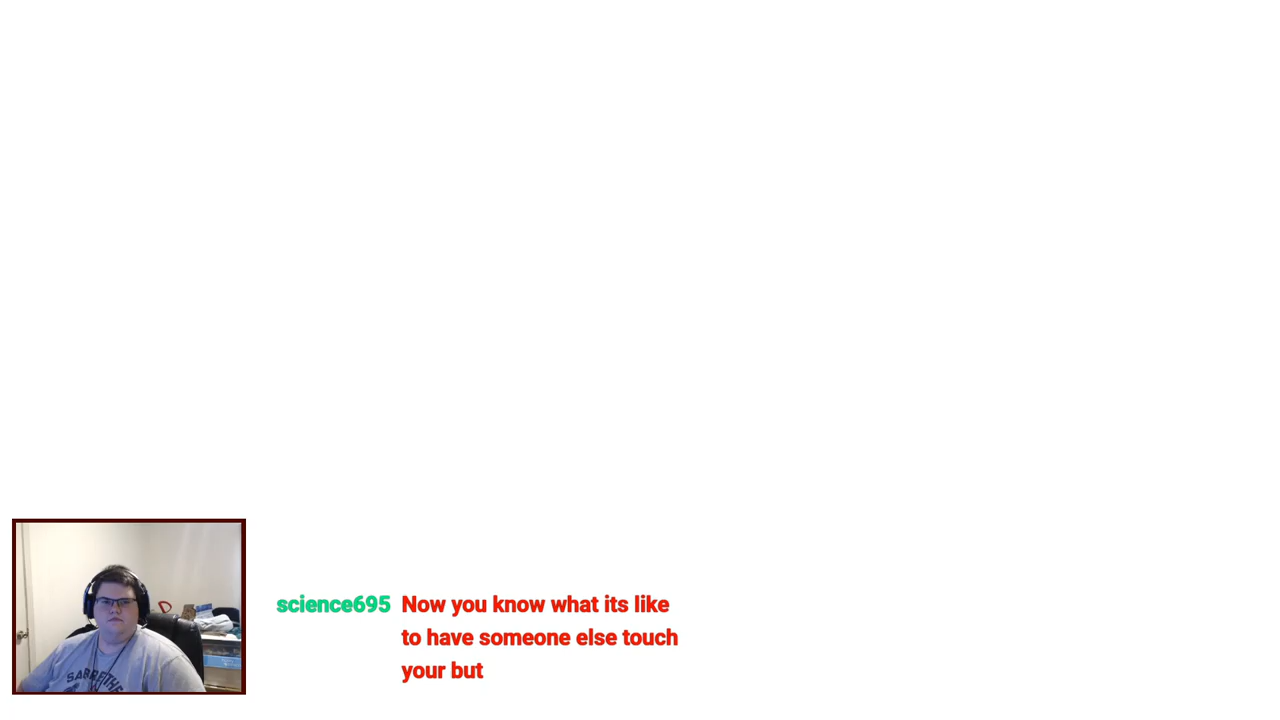 science695 Now you know what its like
to have someone else touch
your but